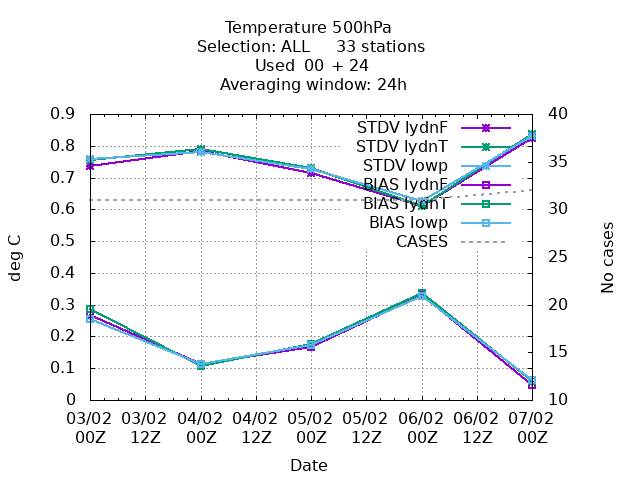 Temperature 500hPa
Selection: ALL 33 stations
Used 00 + 24
Averaging window: 24h
0.9
0.8
0.7
0.6
0.5
0.4
0.3
0.2
0.1
0
40
35
30
25
20
15
10
deg C
No cases
STDV lydnF
STDV lydnT
STDV lowp
BIAS lydnF
BIAS lydnT
BIAS lowp
CASES
03/02 03/02 04/02 04/02 05/02 05/02 06/02 06/02 07/02
00Z 12Z 00Z 12Z 00Z 12Z 00Z 12Z 00Z
Date